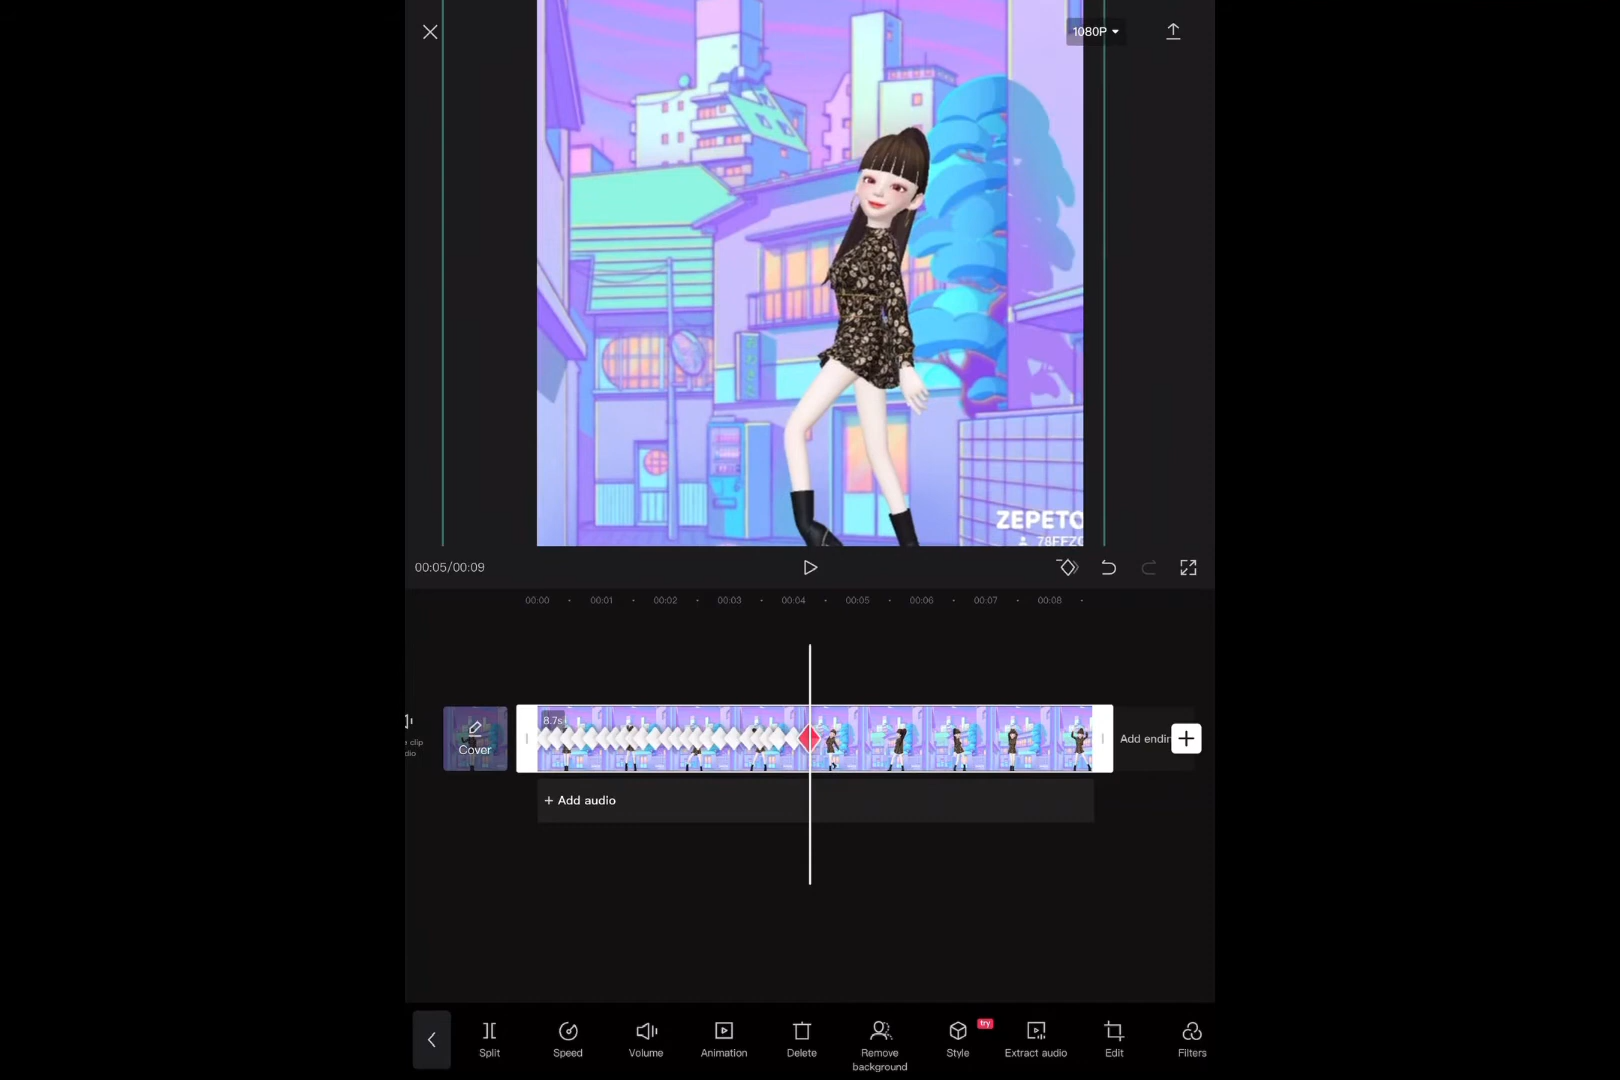 1080P
ZEPETO
00:05/00:09
00:00 00:01 00:02 00:03 00:04 00:05 00:06 00:07 00:08
8.7s
Cover
Add endin
+ Add audio
Split
Speed
Volume
Animation
Delete
Remove
background
Style
try
Extract audio
Edit
Filters